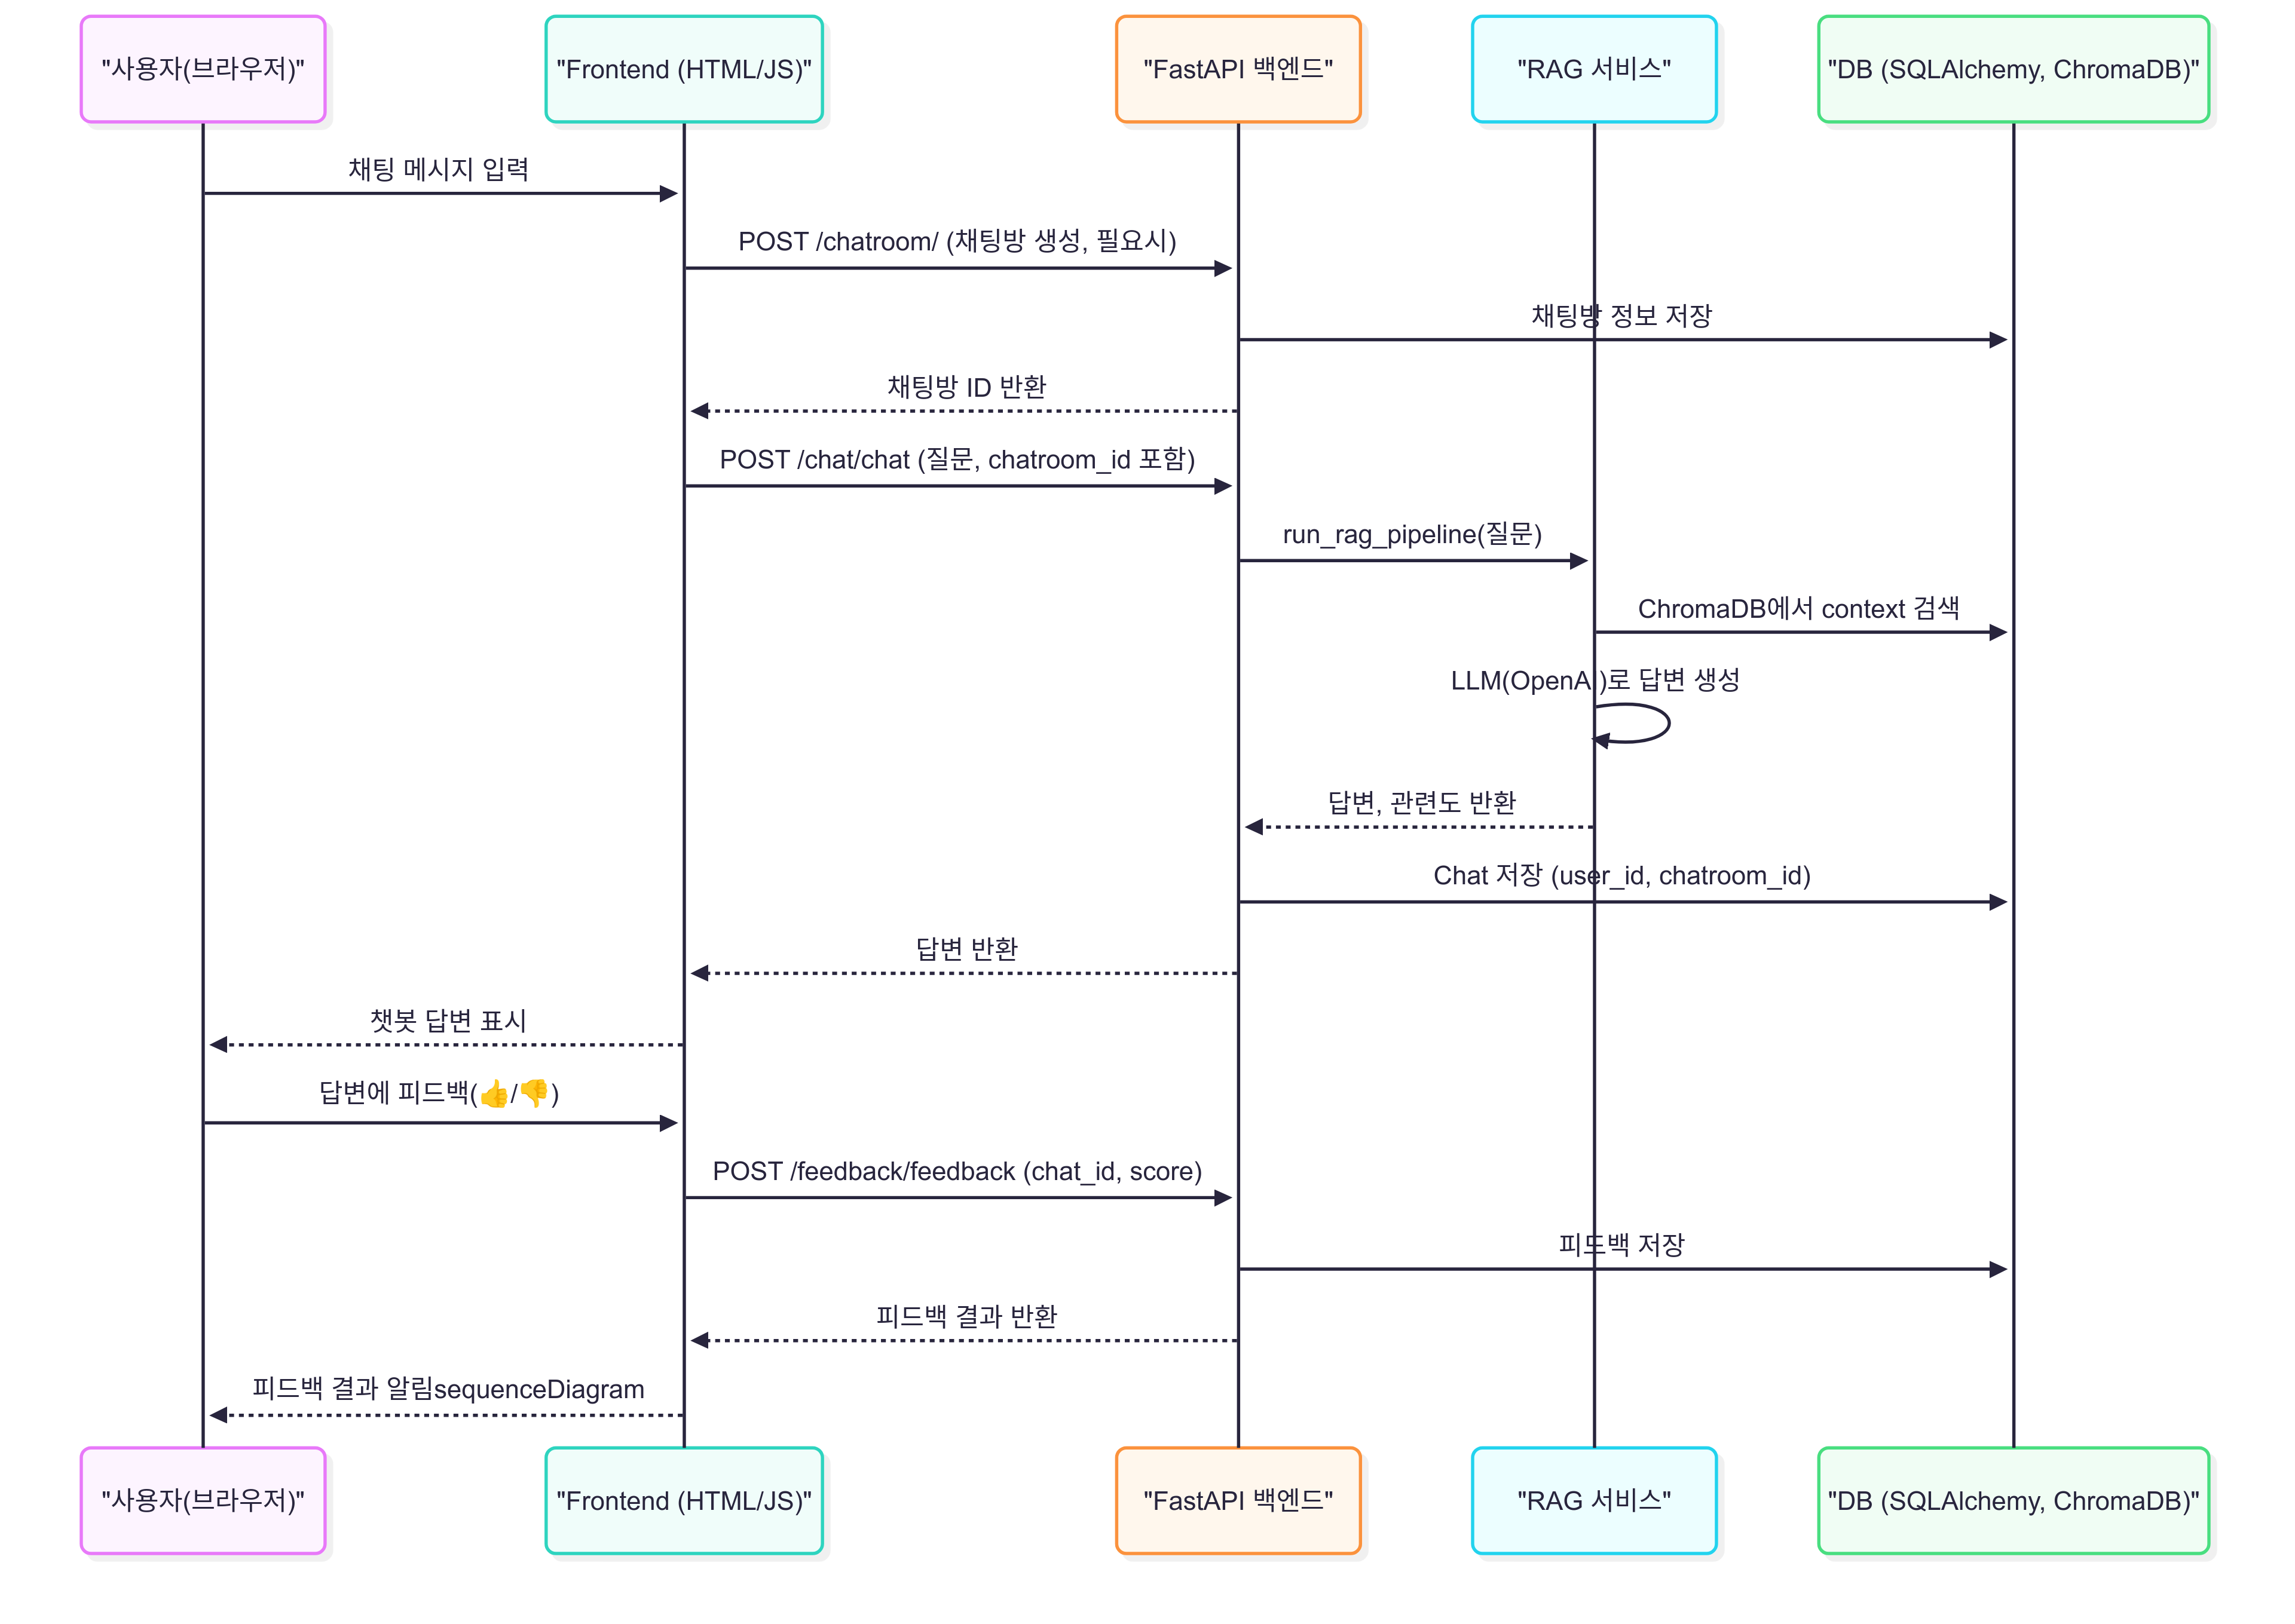 "사용자(브라우저)"
"Frontend (HTML/JS)"
"FastAPI 백엔드"
"RAG 서비스"
"DB (SQLAlchemy, ChromaDB)"
채팅 메시지 입력
POST /chatroom/ (채팅방 생성, 필요시)
채팅방 정보 저장
채팅방 ID 반환
POST /chat/chat (질문, chatroom_id 포함)
run_rag_pipeline(질문)
ChromaDB에서 context 검색
LLM(OpenAI)로 답변 생성
답변, 관련도 반환
Chat 저장 (user_id, chatroom_id)
답변 반환
챗봇 답변 표시
답변에 피드백(👍/👎)
POST /feedback/feedback (chat_id, score)
피드백 저장
피드백 결과 반환
피드백 결과 알림sequenceDiagram
"사용자(브라우저)"
"Frontend (HTML/JS)"
"FastAPI 백엔드"
"RAG 서비스"
"DB (SQLAlchemy, ChromaDB)"